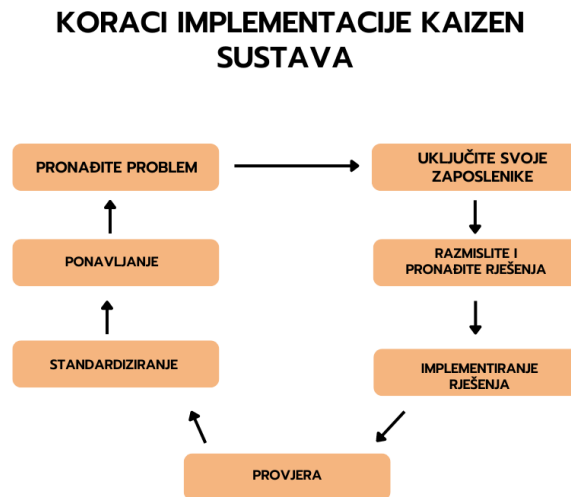 KORACI IMPLEMENTACIJE KAIZEN
SUSTAVA
PRONAĐITE PROBLEM
UKLJUČITE SVOJE
ZAPOSLENIKE
RAZMISLITE I
PRONAĐITE RJEŠENJA
IMPLEMENTIRANJE
RJEŠENJA
PROVJERA
STANDARDIZIRANJE
PONAVLJANJE